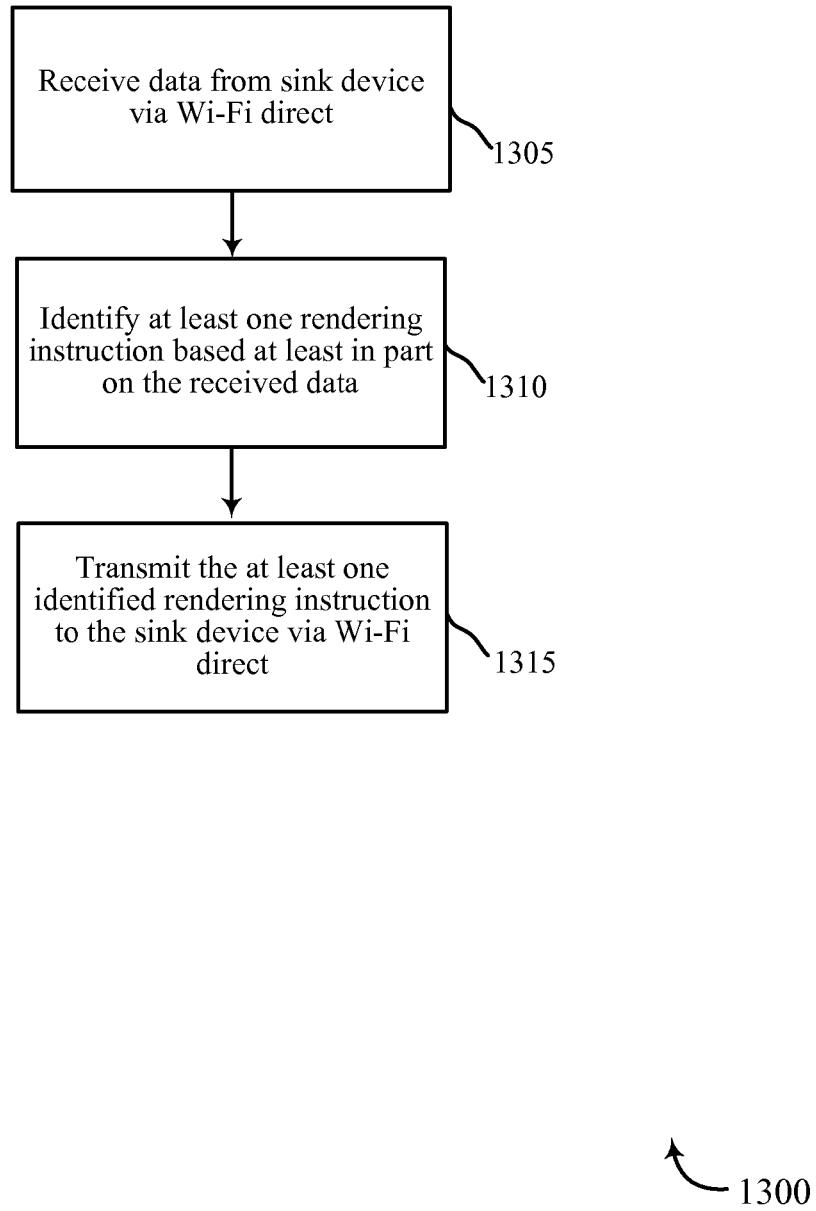 Receive data from sink device
via Wi-Fi direct
1305
Identify at least one rendering
instruction based at least in part
on the received data
1310
Transmit the at least one
identified rendering instruction
to the sink device via Wi-Fi
direct
1315
1300